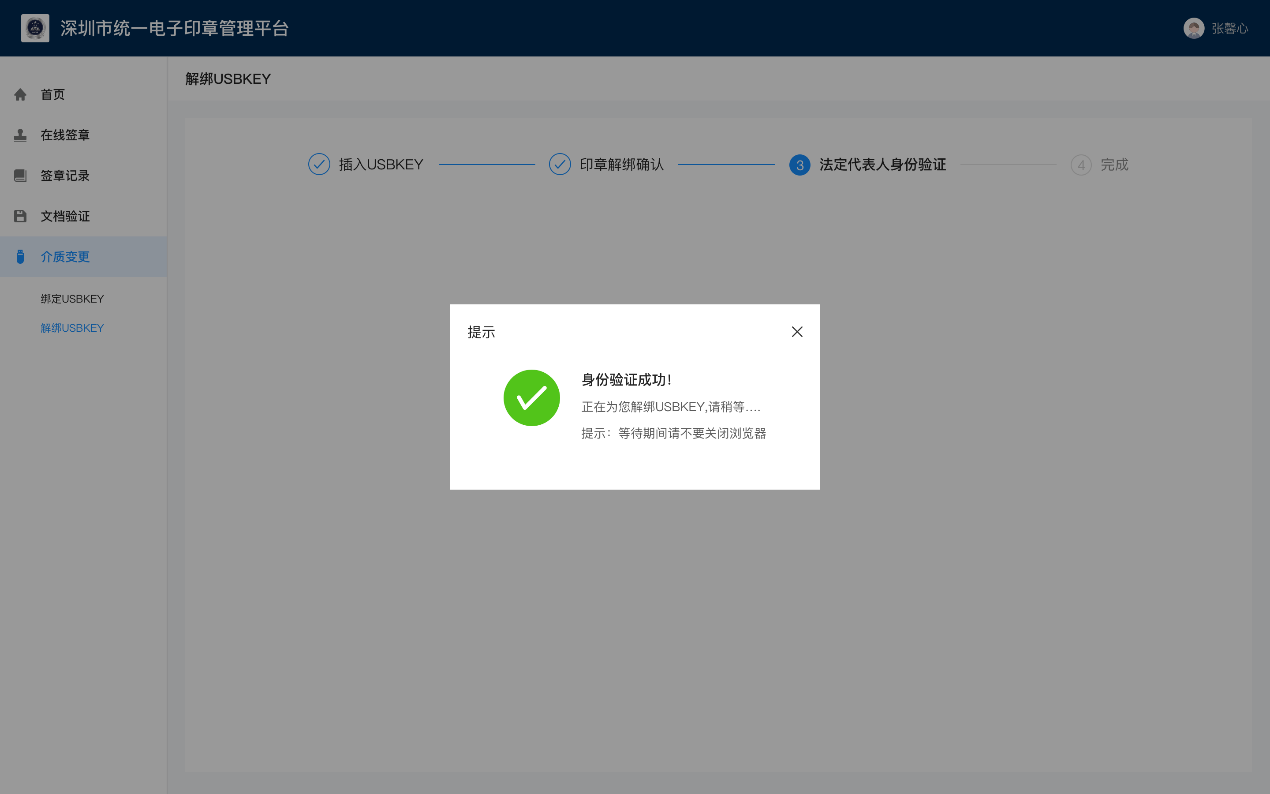 深圳市统一电子印章管理平台
张馨心
首页
在线签章
签章记录
文档验证
介质变更
绑定USBKEY
解绑USBKEY
解绑USBKEY
插入USBKEY
印章解绑确认
3 法定代表人身份验证
4 完成
提示
身份验证成功！
正在为您解绑USBKEY,请稍等....
提示：等待期间请不要关闭浏览器